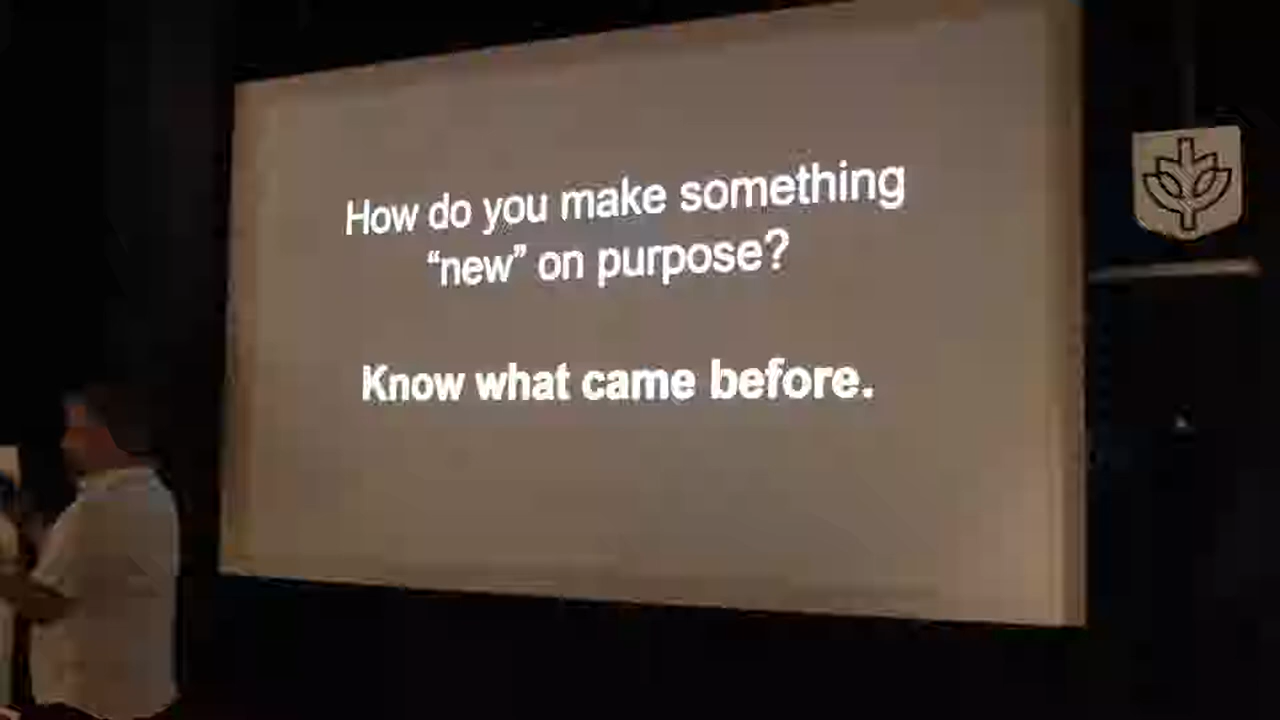 How do you make something
“new” on purpose?
Know what came before.